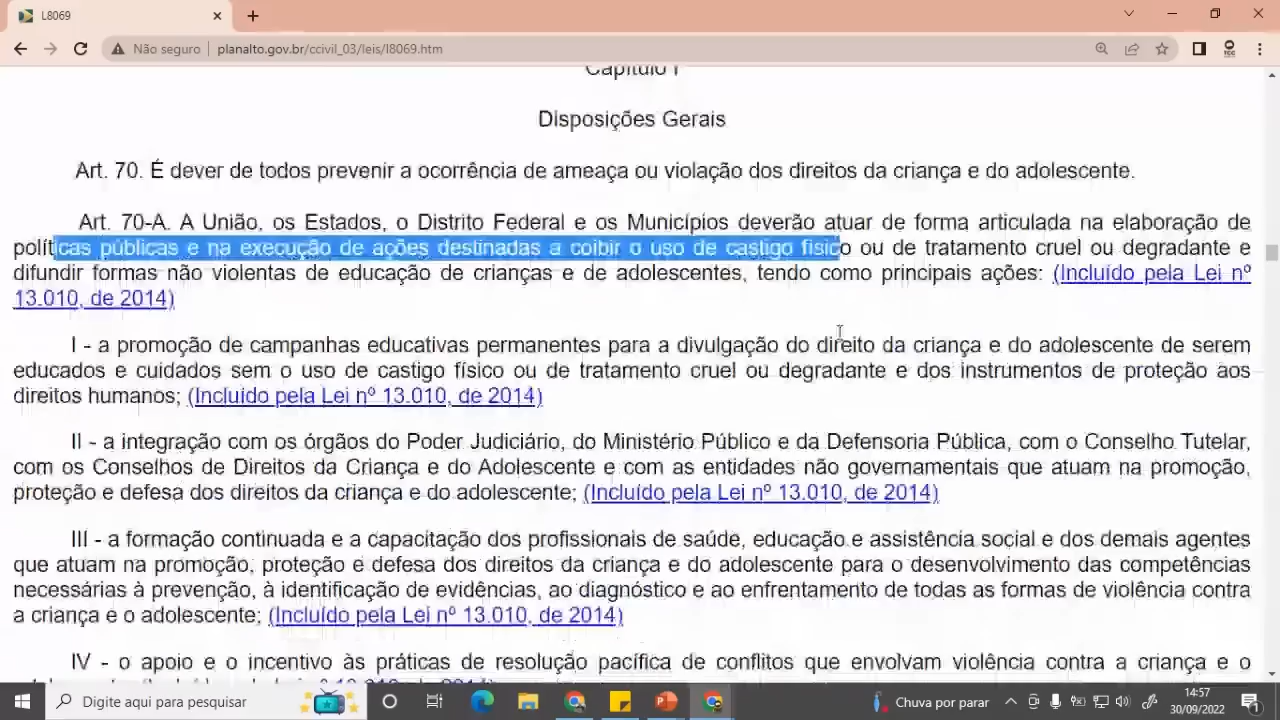 L8069
Não seguro
planalto.gov.br/ccivil_03/leis/l8069.htm
Capítulo I
Disposições Gerais
Art. 70. É dever de todos prevenir a ocorrência de ameaça ou violação dos direitos da criança e do adolescente.
Art. 70-A. A União, os Estados, o Distrito Federal e os Municípios deverão atuar de forma articulada na elaboração de
políticas públicas e na execução de ações destinadas a coibir o uso de castigo físico ou de tratamento cruel ou degradante e
difundir formas não violentas de educação de crianças e de adolescentes, tendo como principais ações: (Incluído pela Lei nº
13.010, de 2014)
I - a promoção de campanhas educativas permanentes para a divulgação do direito da criança e do adolescente de serem
educados e cuidados sem o uso de castigo físico ou de tratamento cruel ou degradante e dos instrumentos de proteção aos
direitos humanos; (Incluído pela Lei nº 13.010, de 2014)
II - a integração com os órgãos do Poder Judiciário, do Ministério Público e da Defensoria Pública, com o Conselho Tutelar,
com os Conselhos de Direitos da Criança e do Adolescente e com as entidades não governamentais que atuam na promoção,
proteção e defesa dos direitos da criança e do adolescente; (Incluído pela Lei nº 13.010, de 2014)
III - a formação continuada e a capacitação dos profissionais de saúde, educação e assistência social e dos demais agentes
que atuam na promoção, proteção e defesa dos direitos da criança e do adolescente para o desenvolvimento das competências
necessárias à prevenção, à identificação de evidências, ao diagnóstico e ao enfrentamento de todas as formas de violência contra
a criança e o adolescente; (Incluído pela Lei nº 13.010, de 2014)
IV - o apoio e o incentivo às práticas de resolução pacífica de conflitos que envolvam violência contra a criança e o
Digite aqui para pesquisar
Chuva por parar
14:57
30/09/2022